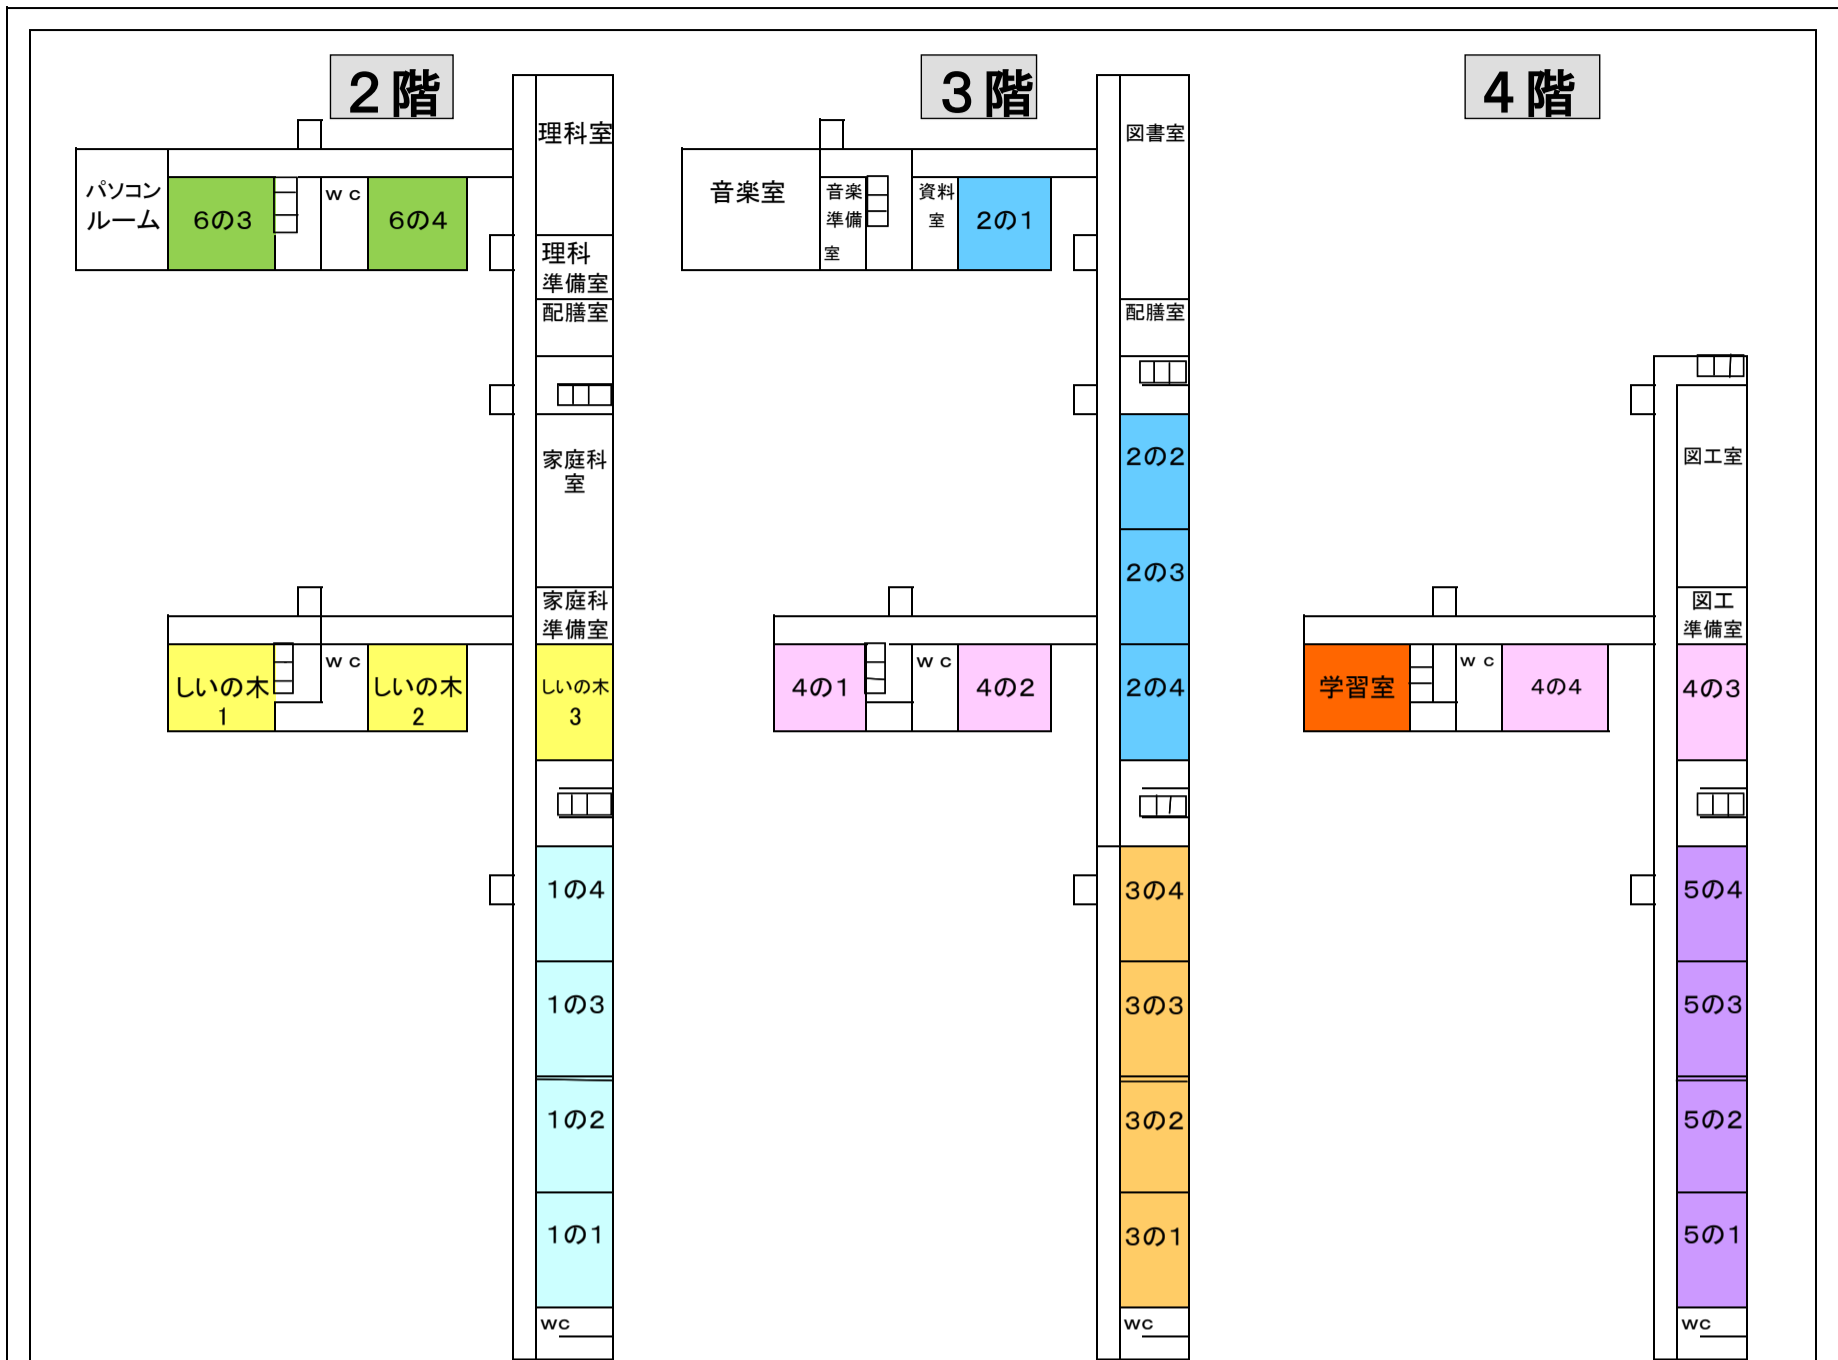 2階
理科室
パソコン
ルーム
6の3
WC
6の4
理科
準備室
配膳室
家庭科
室
家庭科
準備室
しいの木
1
WC
しいの木
2
しいの木
3
1の4
1の3
1の2
1の1
WC
3階
図書室
音楽室
音楽
準備
室
資料
室
2の1
配膳室
2の2
2の3
4の1
WC
4の2
2の4
3の4
3の3
3の2
3の1
WC
4階
図工室
図工
準備室
学習室
WC
4の4
4の3
5の4
5の3
5の2
5の1
WC